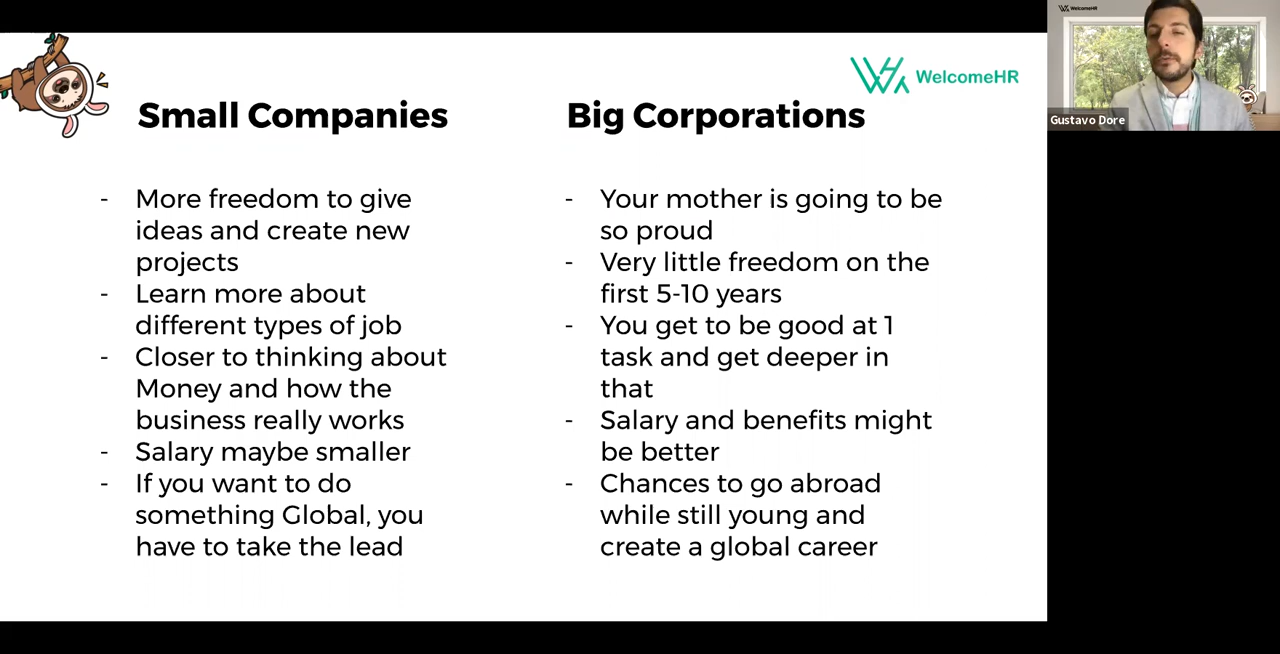 WelcomeHR
WelcomeHR
Gustavo Dore
Small Companies
- More freedom to give
ideas and create new
projects
- Learn more about
different types of job
- Closer to thinking about
Money and how the
business really works
- Salary maybe smaller
- If you want to do
something Global, you
have to take the lead
Big Corporations
- Your mother is going to be
so proud
- Very little freedom on the
first 5-10 years
- You get to be good at 1
task and get deeper in
that
- Salary and benefits might
be better
- Chances to go abroad
while still young and
create a global career